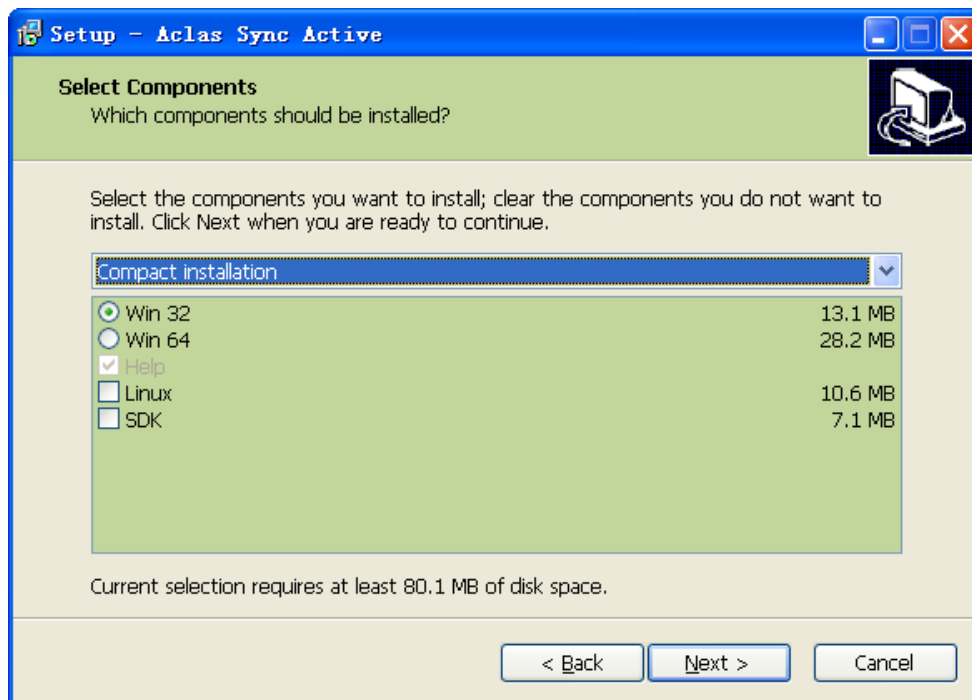 Setup - Aclas Sync Active
Select Components
Which components should be installed?
Select the components you want to install; clear the components you do not want to
install. Click Next when you are ready to continue.
Compact installation
Win 32 13.1 MB
Win 64 28.2 MB
Help
Linux 10.6 MB
SDK 7.1 MB
Current selection requires at least 80.1 MB of disk space.
< Back Next > Cancel